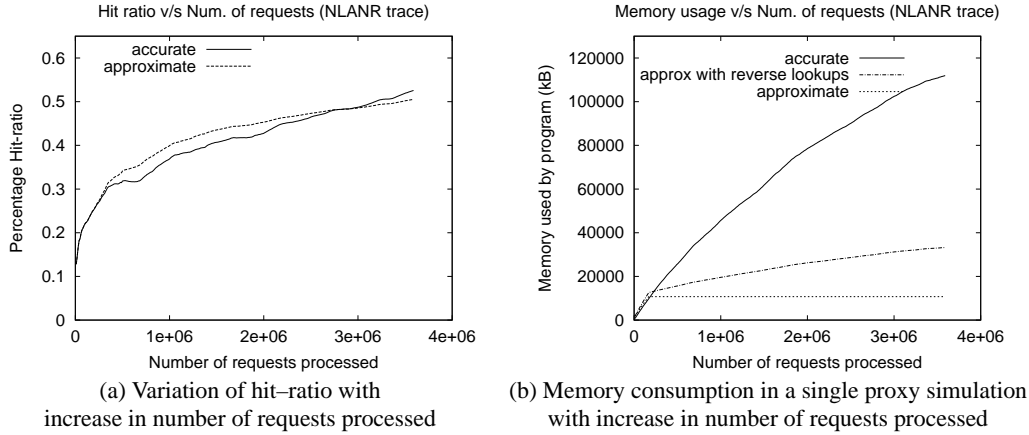 Hit ratio v/s Num. of requests (NLANR trace)
0.6
0.5
0.4
0.3
0.2
0.1
0
Percentage Hit-ratio
accurate
approximate
0
1e+06
2e+06
3e+06
4e+06
Number of requests processed
(a) Variation of hit–ratio with
increase in number of requests processed
Memory usage v/s Num. of requests (NLANR trace)
120000
100000
80000
60000
40000
20000
0
Memory used by program (kB)
accurate
approx with reverse lookups
approximate
0
1e+06
2e+06
3e+06
4e+06
Number of requests processed
(b) Memory consumption in a single proxy simulation
with increase in number of requests processed